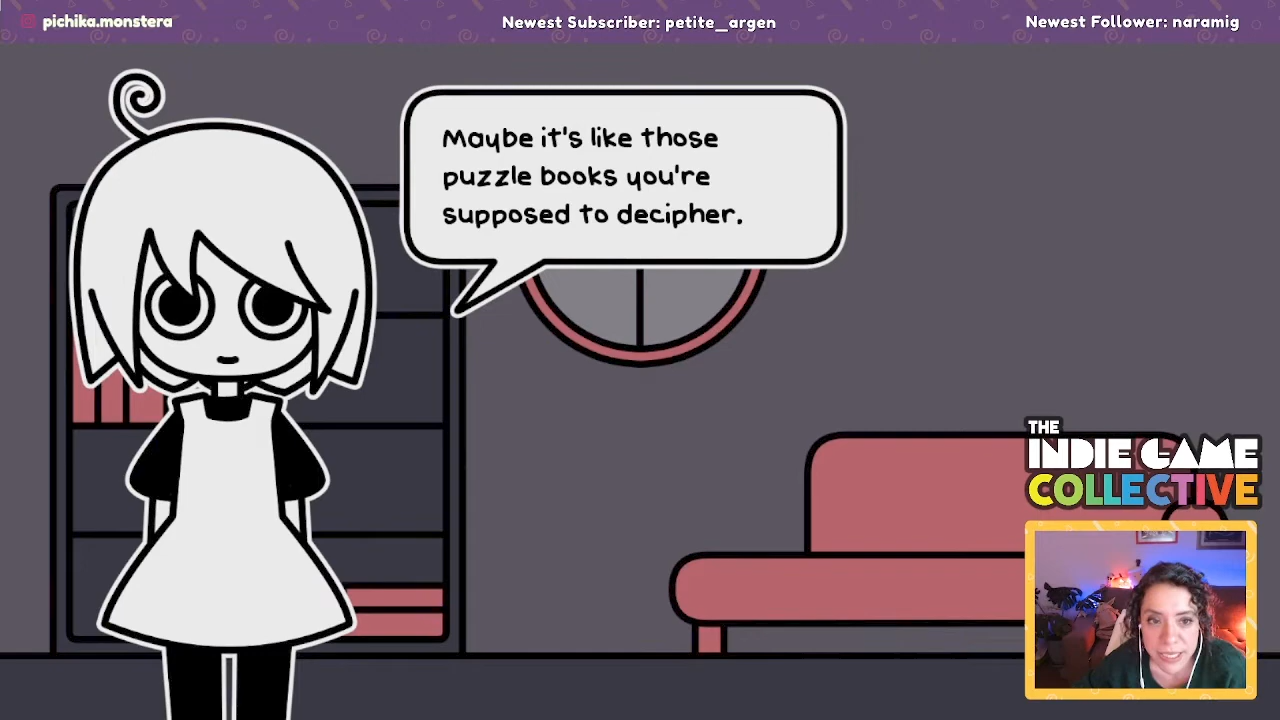 pichika.monstera
Newest Subscriber: petite_argen
Newest Follower: naramig
Maybe it's like those
puzzle books you're
supposed to decipher.
THE
INDIE GAME
COLLECTIVE